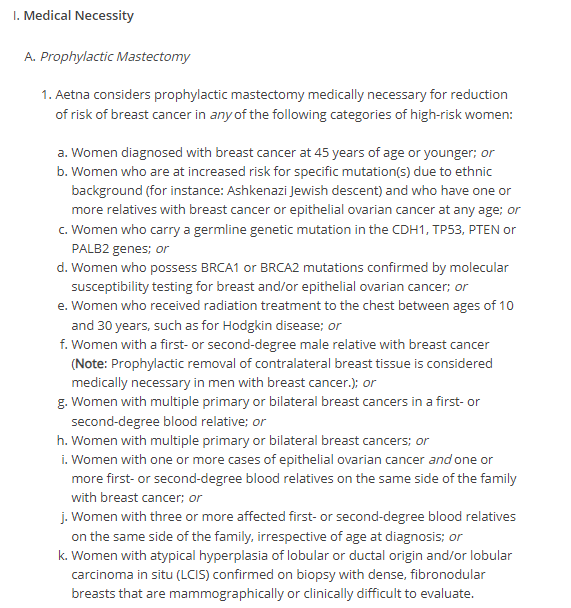 I. Medical Necessity
A. Prophylactic Mastectomy
1. Aetna considers prophylactic mastectomy medically necessary for reduction
of risk of breast cancer in any of the following categories of high-risk women:
a. Women diagnosed with breast cancer at 45 years of age or younger; or
b. Women who are at increased risk for specific mutation(s) due to ethnic
background (for instance: Ashkenazi Jewish descent) and who have one or
more relatives with breast cancer or epithelial ovarian cancer at any age; or
c. Women who carry a germline genetic mutation in the CDH1, TP53, PTEN or
PALB2 genes; or
d. Women who possess BRCA1 or BRCA2 mutations confirmed by molecular
susceptibility testing for breast and/or epithelial ovarian cancer; or
e. Women who received radiation treatment to the chest between ages of 10
and 30 years, such as for Hodgkin disease; or
f. Women with a first- or second-degree male relative with breast cancer
(Note: Prophylactic removal of contralateral breast tissue is considered
medically necessary in men with breast cancer.); or
g. Women with multiple primary or bilateral breast cancers in a first- or
second-degree blood relative; or
h. Women with multiple primary or bilateral breast cancers; or
i. Women with one or more cases of epithelial ovarian cancer and one or
more first- or second-degree blood relatives on the same side of the family
with breast cancer; or
j. Women with three or more affected first- or second-degree blood relatives
on the same side of the family, irrespective of age at diagnosis; or
k. Women with atypical hyperplasia of lobular or ductal origin and/or lobular
carcinoma in situ (LCIS) confirmed on biopsy with dense, fibronodular
breasts that are mammographically or clinically difficult to evaluate.